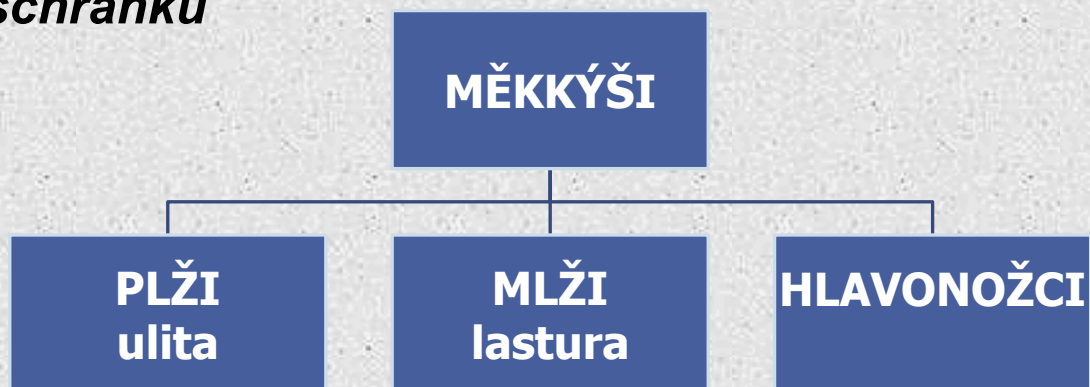 schránku
MĚKKÝŠI
PLŽI
ulita
MLŽI
lastura
HLAVONOŽCI